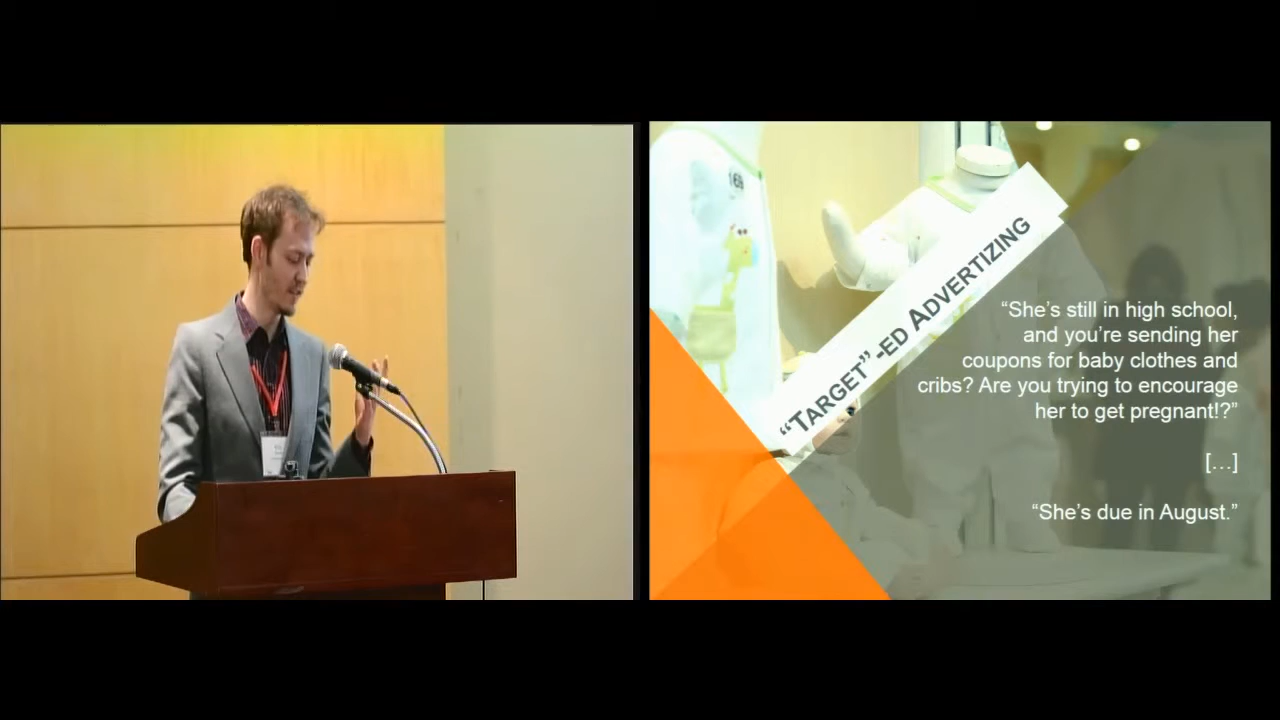 “TARGET”-ED ADVERTIZING
“She’s still in high school,
and you’re sending her
coupons for baby clothes and
cribs? Are you trying to encourage
her to get pregnant!?”
[…]
“She’s due in August.”
169